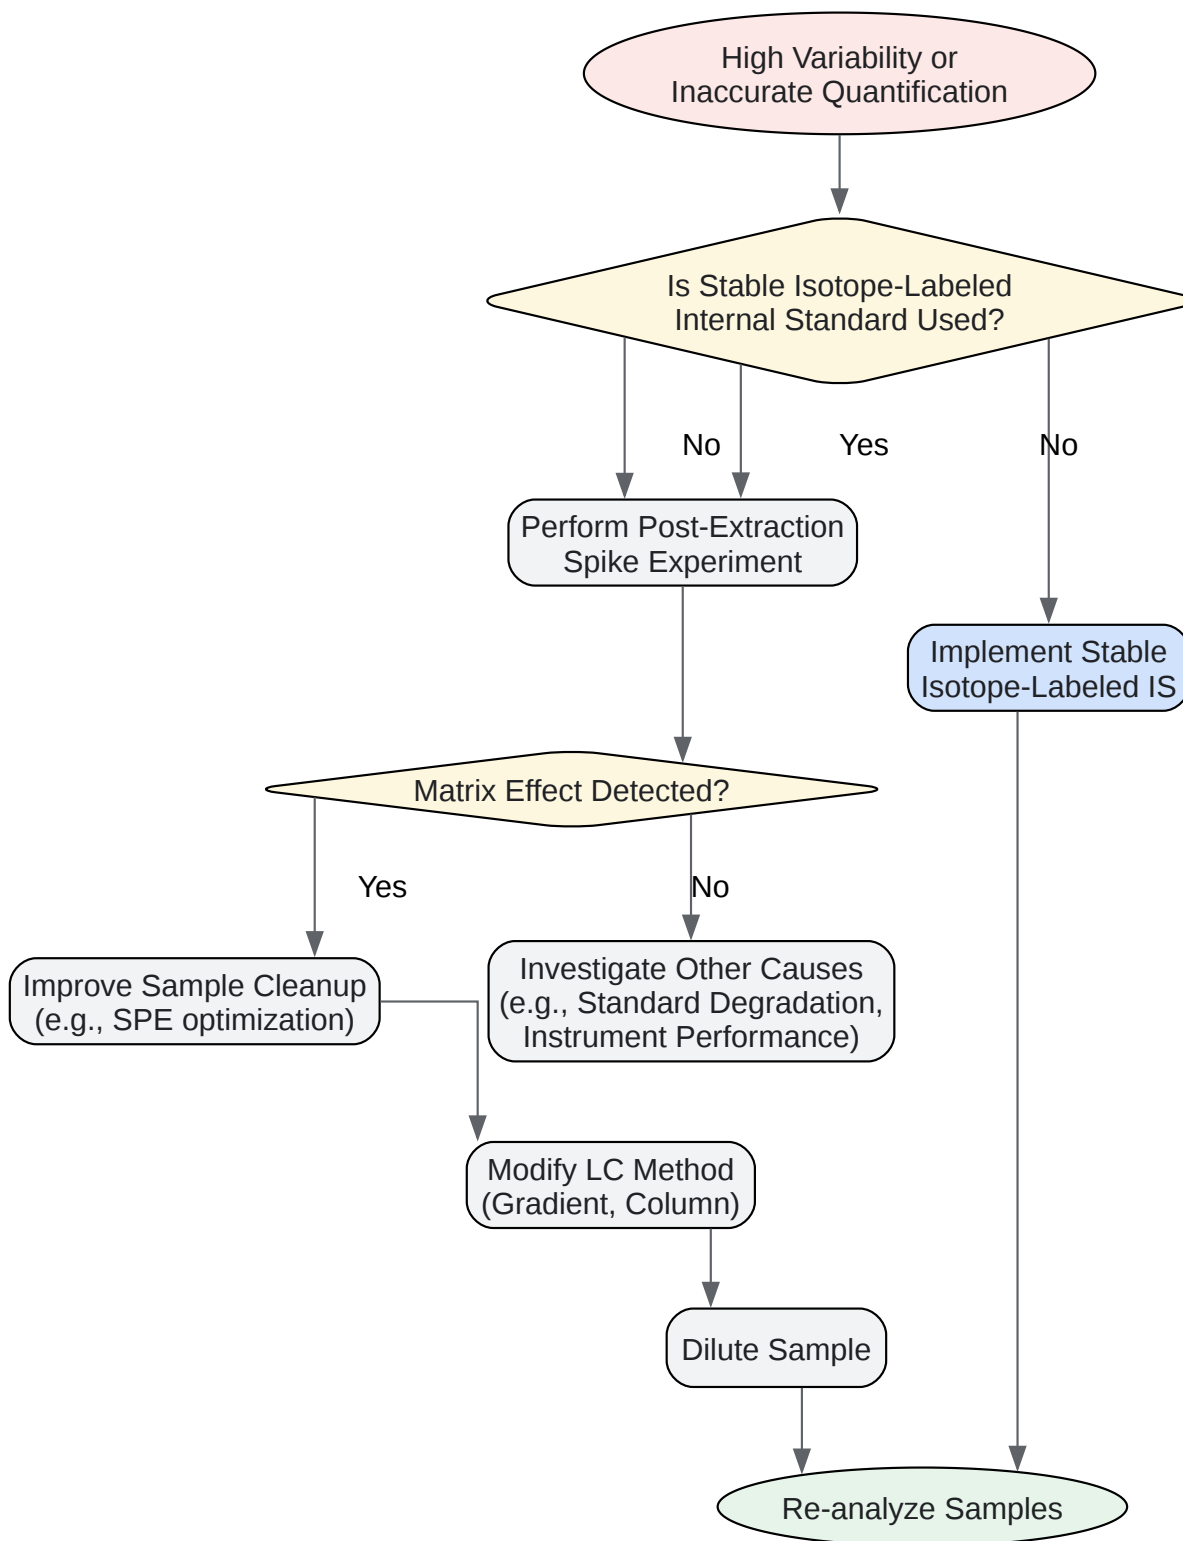 High Variability or
Inaccurate Quantification
Is Stable Isotope-Labeled
Internal Standard Used?
No
Yes
No
Perform Post-Extraction
Spike Experiment
Implement Stable
Isotope-Labeled IS
Matrix Effect Detected?
Yes
No
Improve Sample Cleanup
(e.g., SPE optimization)
Investigate Other Causes
(e.g., Standard Degradation,
Instrument Performance)
Modify LC Method
(Gradient, Column)
Dilute Sample
Re-analyze Samples